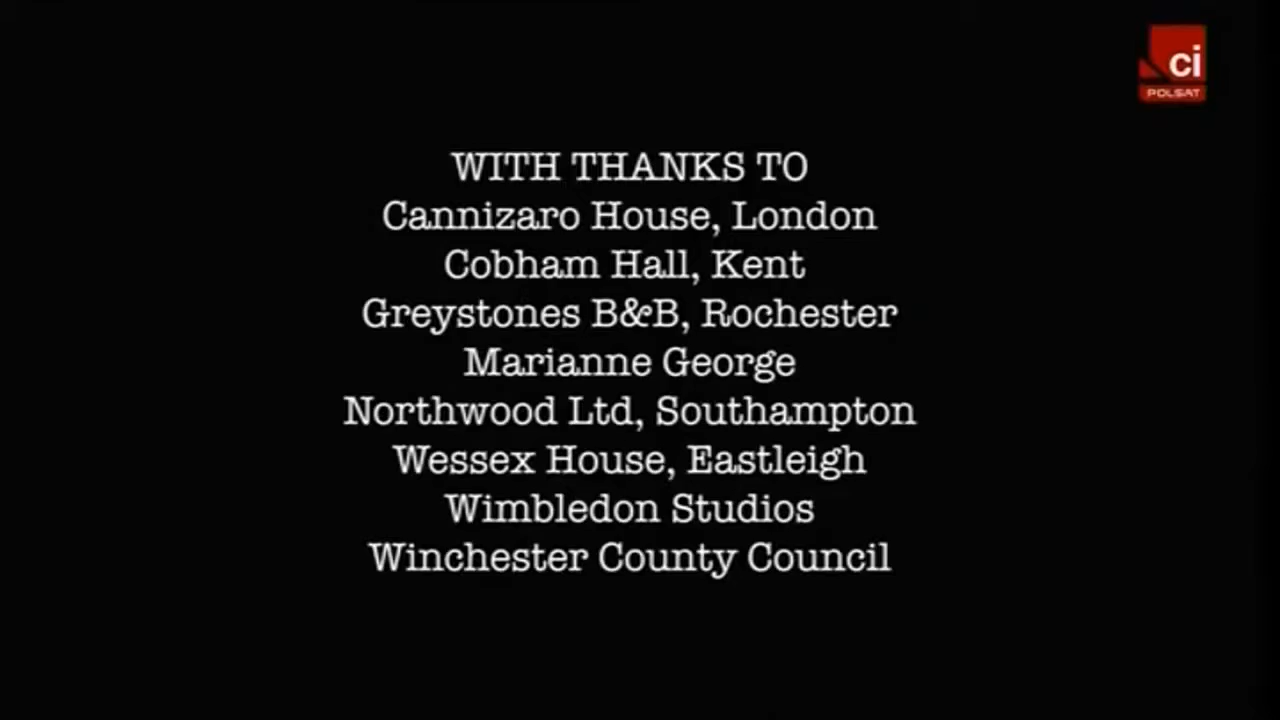 ci
POLSAT
WITH THANKS TO
Cannizaro House, London
Cobham Hall, Kent
Greystones B&B, Rochester
Marianne George
Northwood Ltd, Southampton
Wessex House, Eastleigh
Wimbledon Studios
Winchester County Council